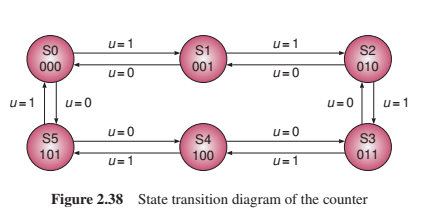 u = 1
u = 1
S0
000
S1
001
S2
010
u = 0
u = 0
u = 1
u = 0
u = 0
u = 1
S5
101
u = 0
S4
100
u = 0
S3
011
u = 1
u = 1
Figure 2.38 State transition diagram of the counter